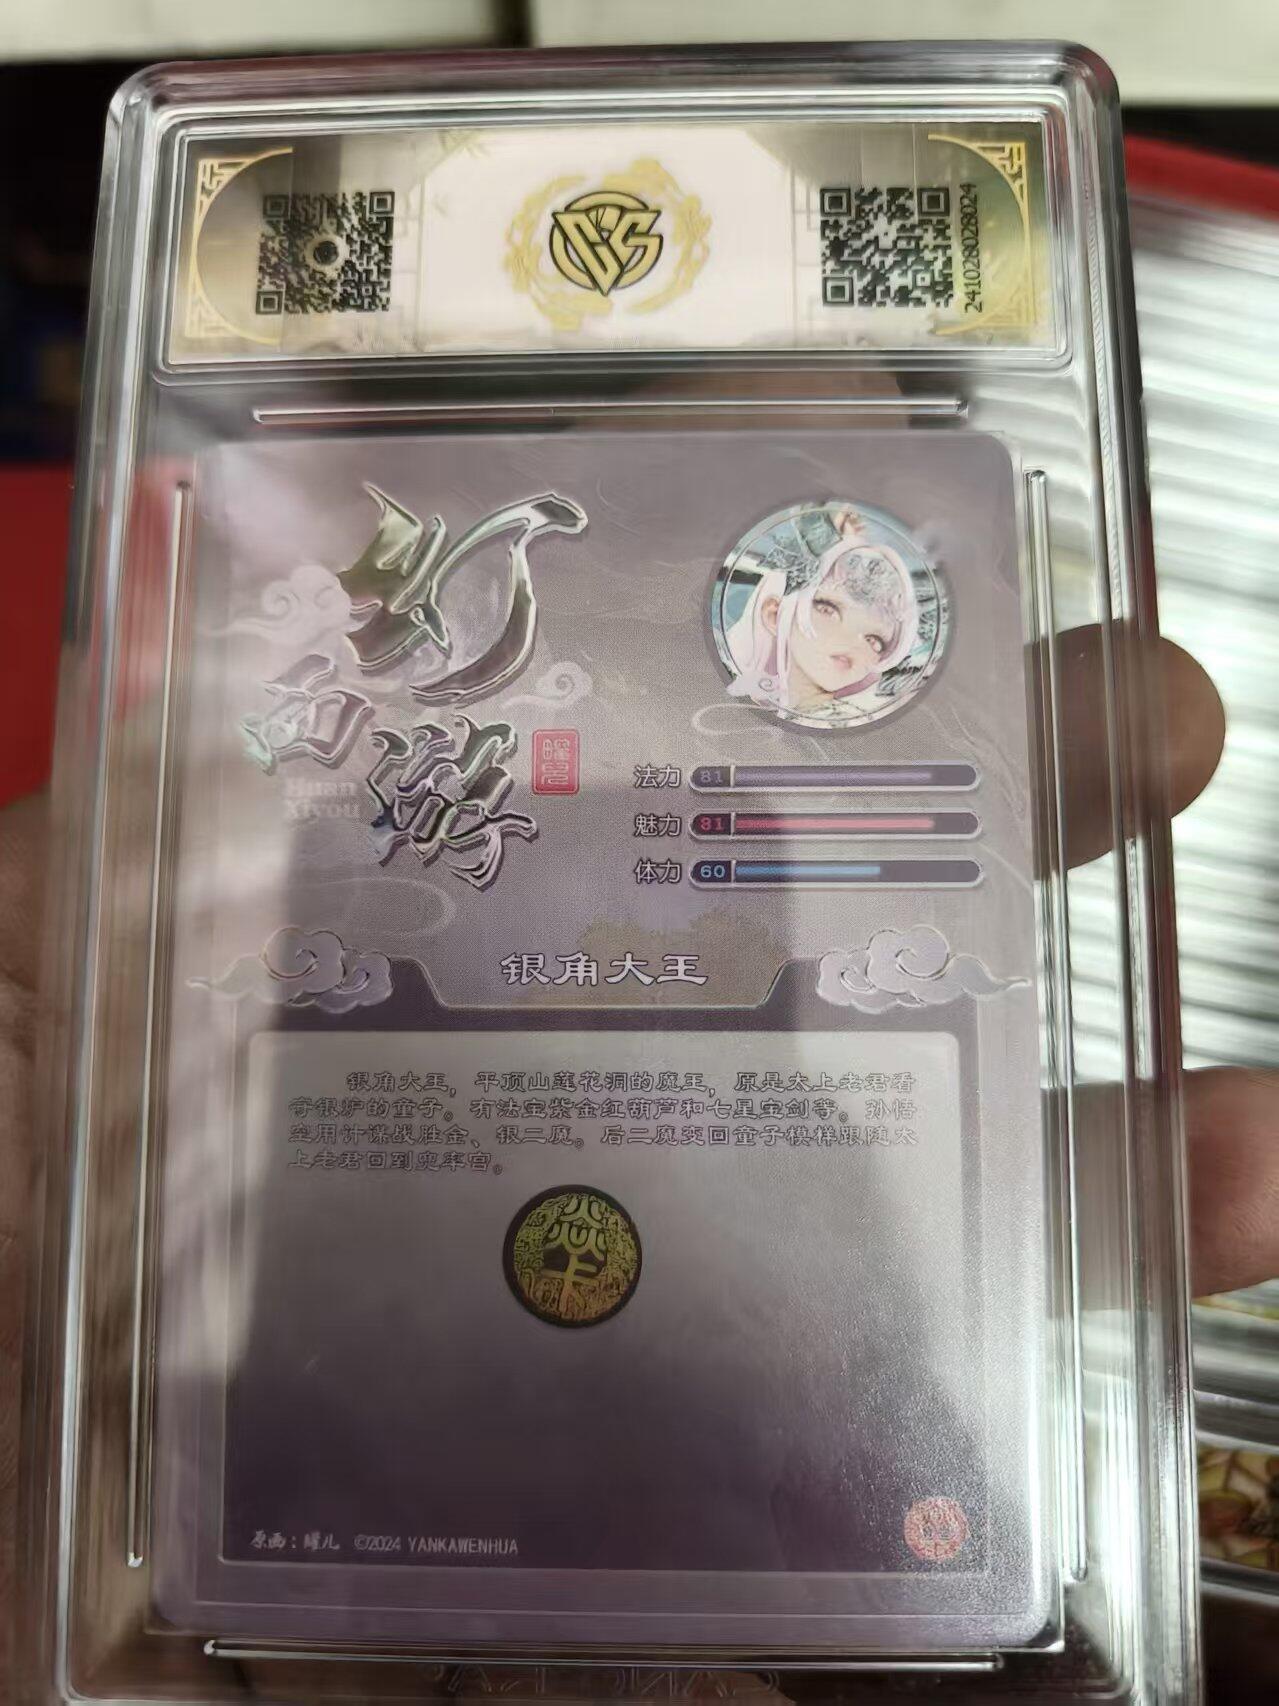 241028028024
幻
西
游
Huan
Xiyou
曜兒
法力 81
魅力 81
体力 60
银角大王
银角大王，平顶山莲花洞的魔王，原是太上老君看
守银炉的童子。有法宝紫金红葫芦和七星宝剑等。孙悟
空用计谋战胜金、银二魔。后二魔变回童子模样跟随太
上老君回到兜率宫。
焱
卡
原画：曜儿 ©2024 YANKAWENHUA